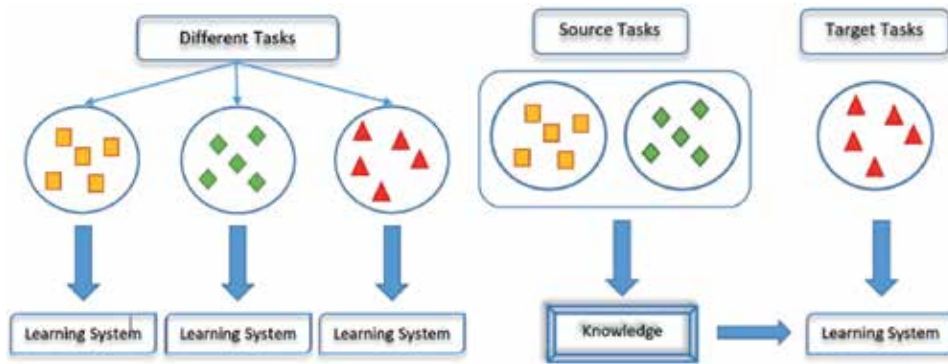 Different Tasks
Source Tasks
Target Tasks
Learning System
Learning System
Learning System
Knowledge
Learning System